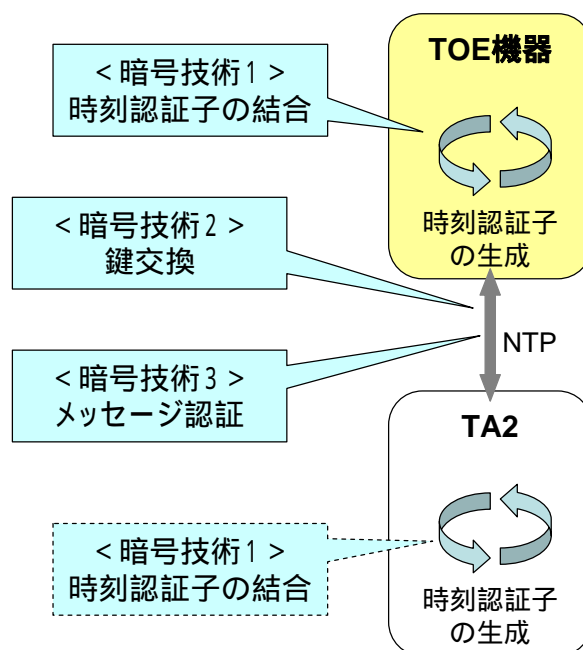 TOE機器
＜暗号技術1＞
時刻認証子の結合
時刻認証子
の生成
＜暗号技術2＞
鍵交換
NTP
＜暗号技術3＞
メッセージ認証
TA2
＜暗号技術1＞
時刻認証子の結合
時刻認証子
の生成